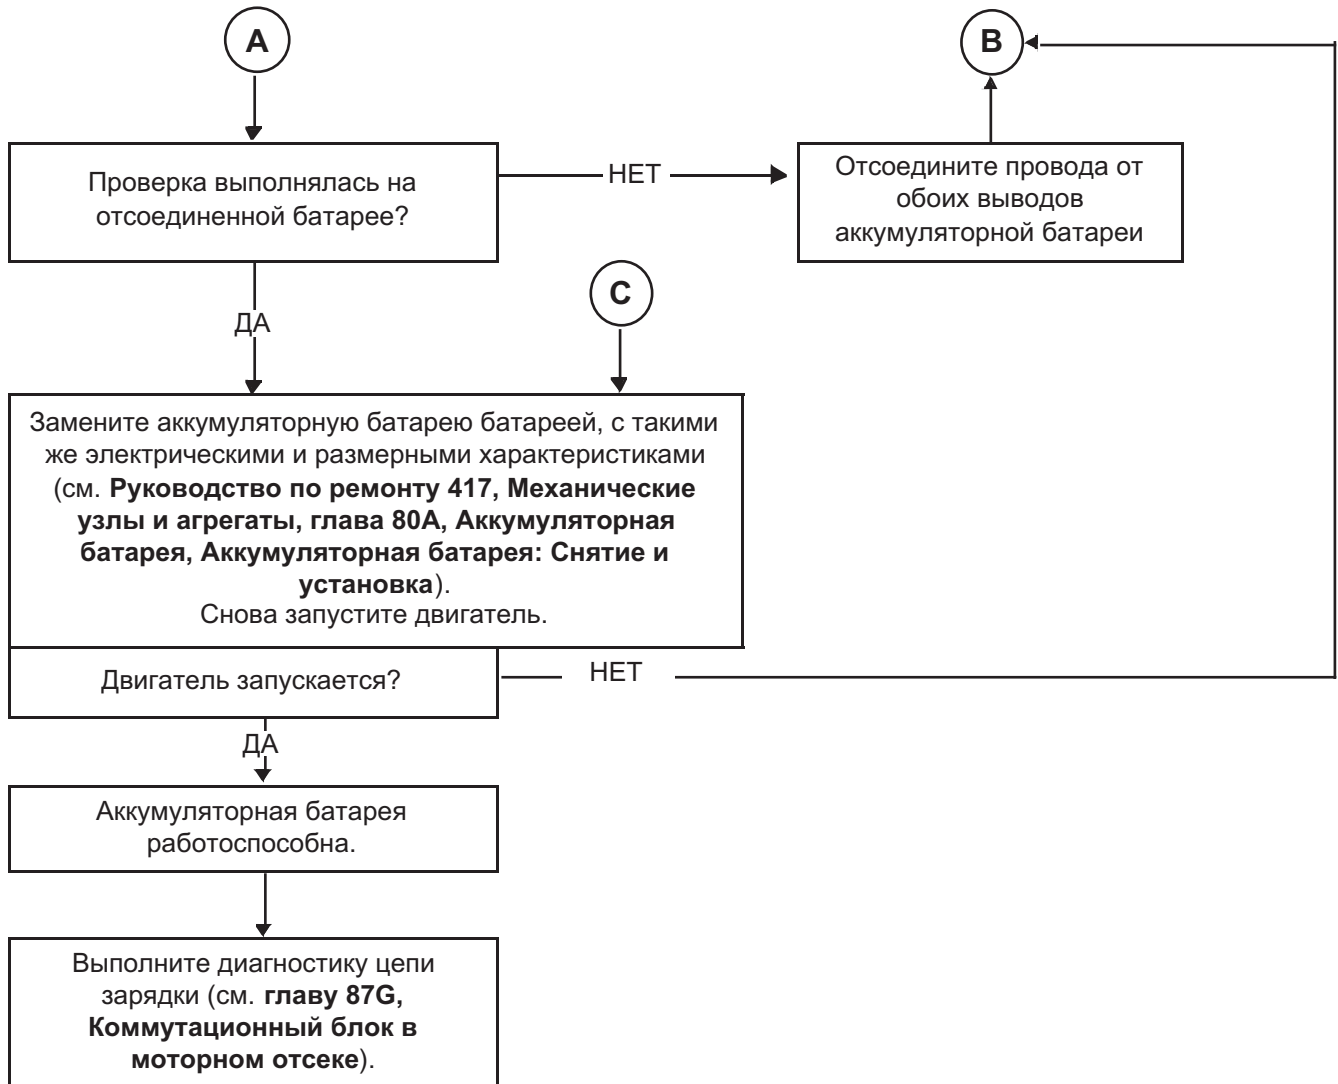 A
B
Проверка выполнялась на
отсоединенной батарее?
НЕТ
Отсоедините провода от
обоих выводов
аккумуляторной батареи
ДА
C
Замените аккумуляторную батарею батареей, с такими
же электрическими и размерными характеристиками
(см. Руководство по ремонту 417, Механические
узлы и агрегаты, глава 80A, Аккумуляторная
батарея, Аккумуляторная батарея: Снятие и
установка).
Снова запустите двигатель.
Двигатель запускается?
НЕТ
ДА
Аккумуляторная батарея
работоспособна.
Выполните диагностику цепи
зарядки (см. главу 87G,
Коммутационный блок в
моторном отсеке).